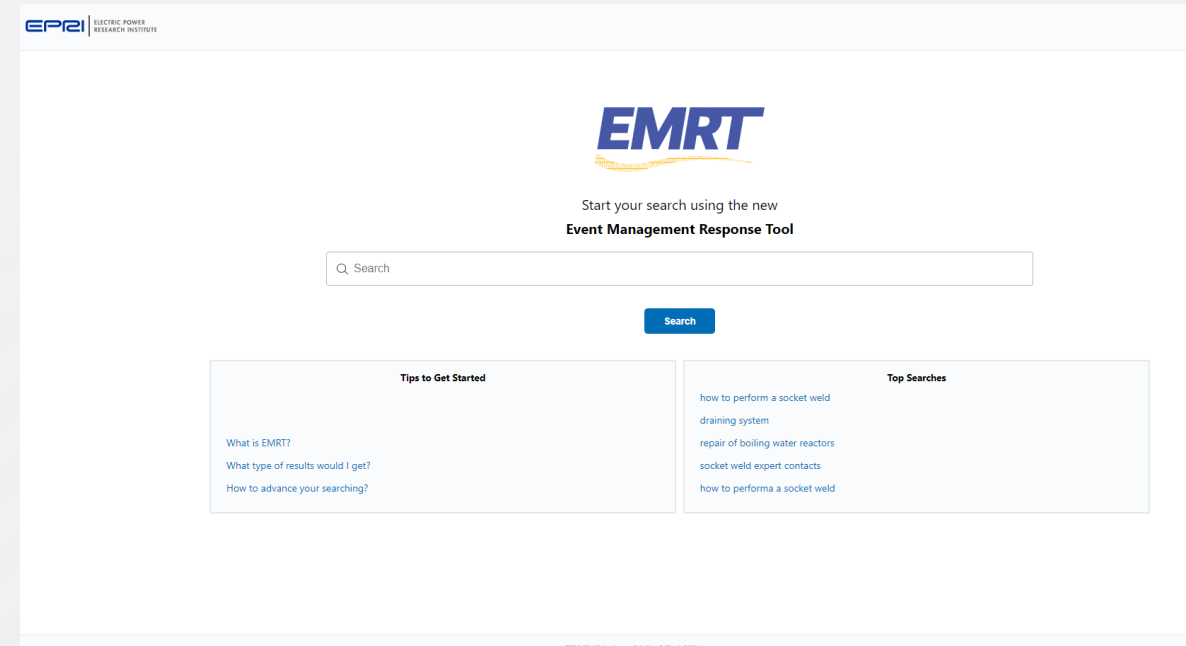 EPRI
ELECTRIC POWER
RESEARCH INSTITUTE
EMRT
Start your search using the new
Event Management Response Tool
Search
Search
Tips to Get Started
What is EMRT?
What type of results would I get?
How to advance your searching?
Top Searches
how to perform a socket weld
draining system
repair of boiling water reactors
socket weld expert contacts
how to performa a socket weld